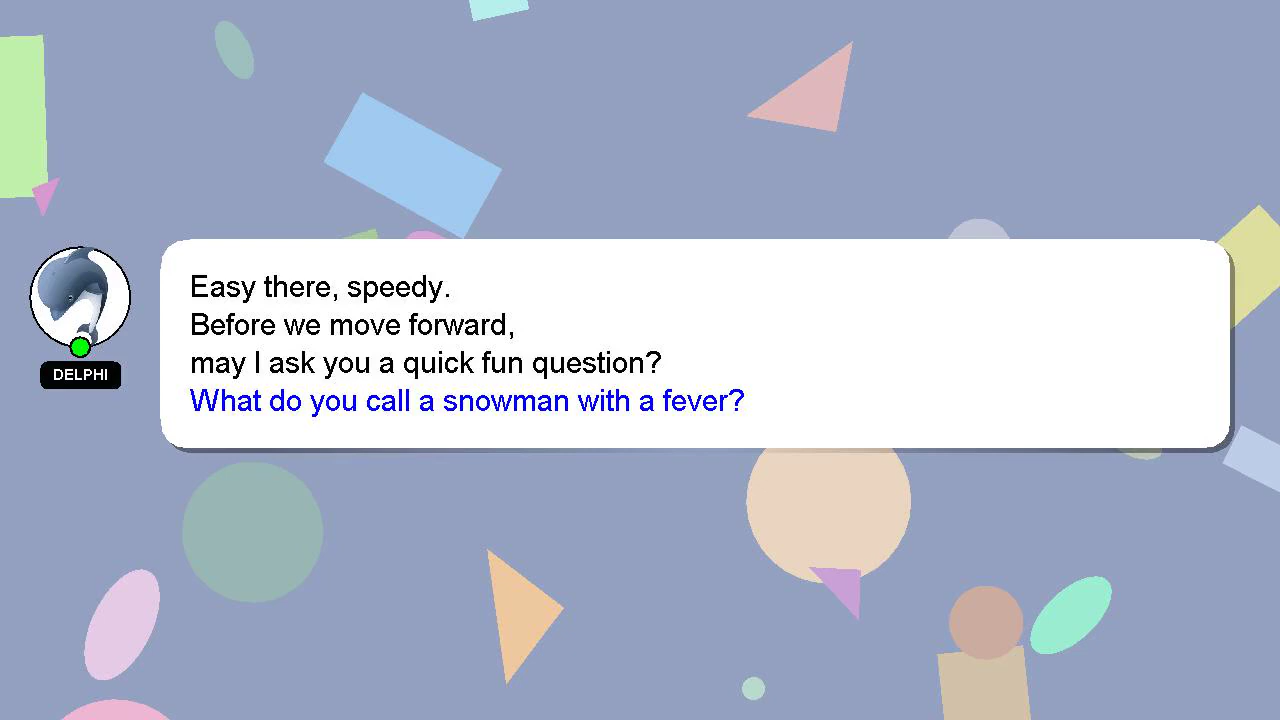 Easy there, speedy.
Before we move forward,
may I ask you a quick fun question?
What do you call a snowman with a fever?
DELPHI